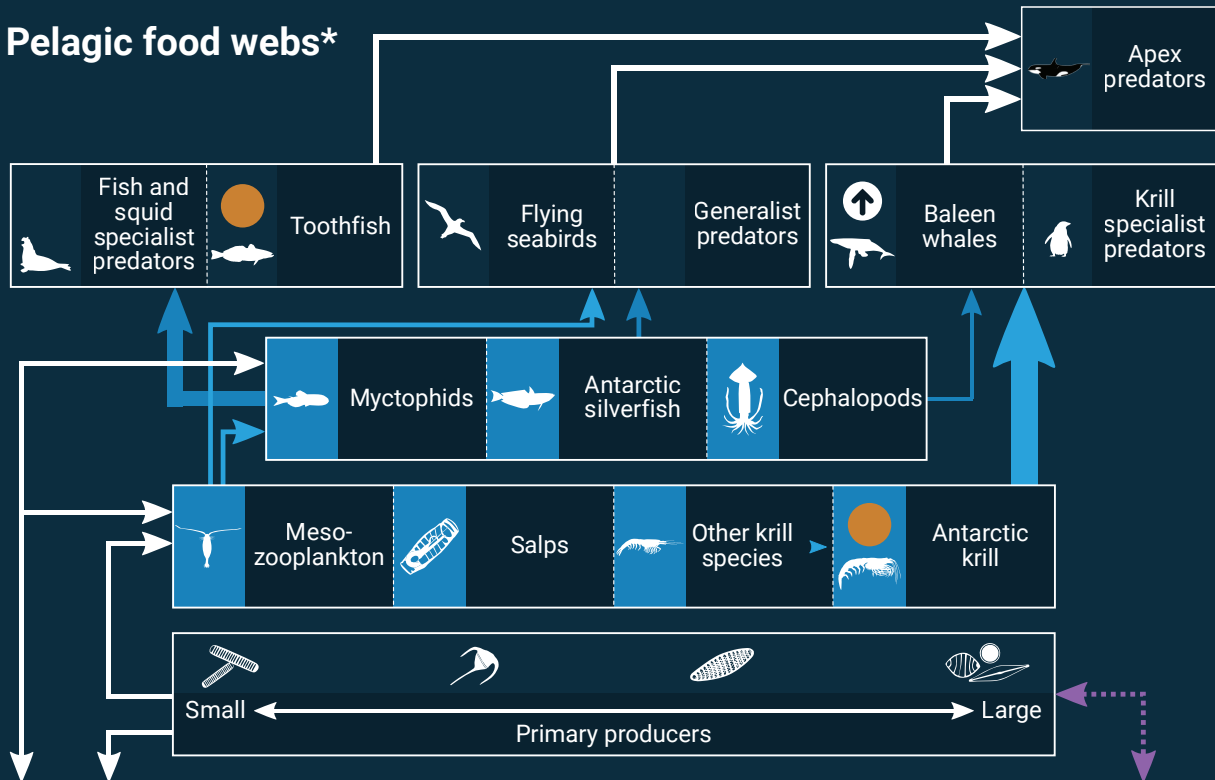 Pelagic food webs*
Apex
predators
Fish and
squid
specialist
predators
Toothfish
Flying
seabirds
Generalist
predators
Baleen
whales
Krill
specialist
predators
Myctophids
Antarctic
silverfish
Cephalopods
Meso-
zooplankton
Salps
Other krill
species
Antarctic
krill
Small
Large
Primary producers